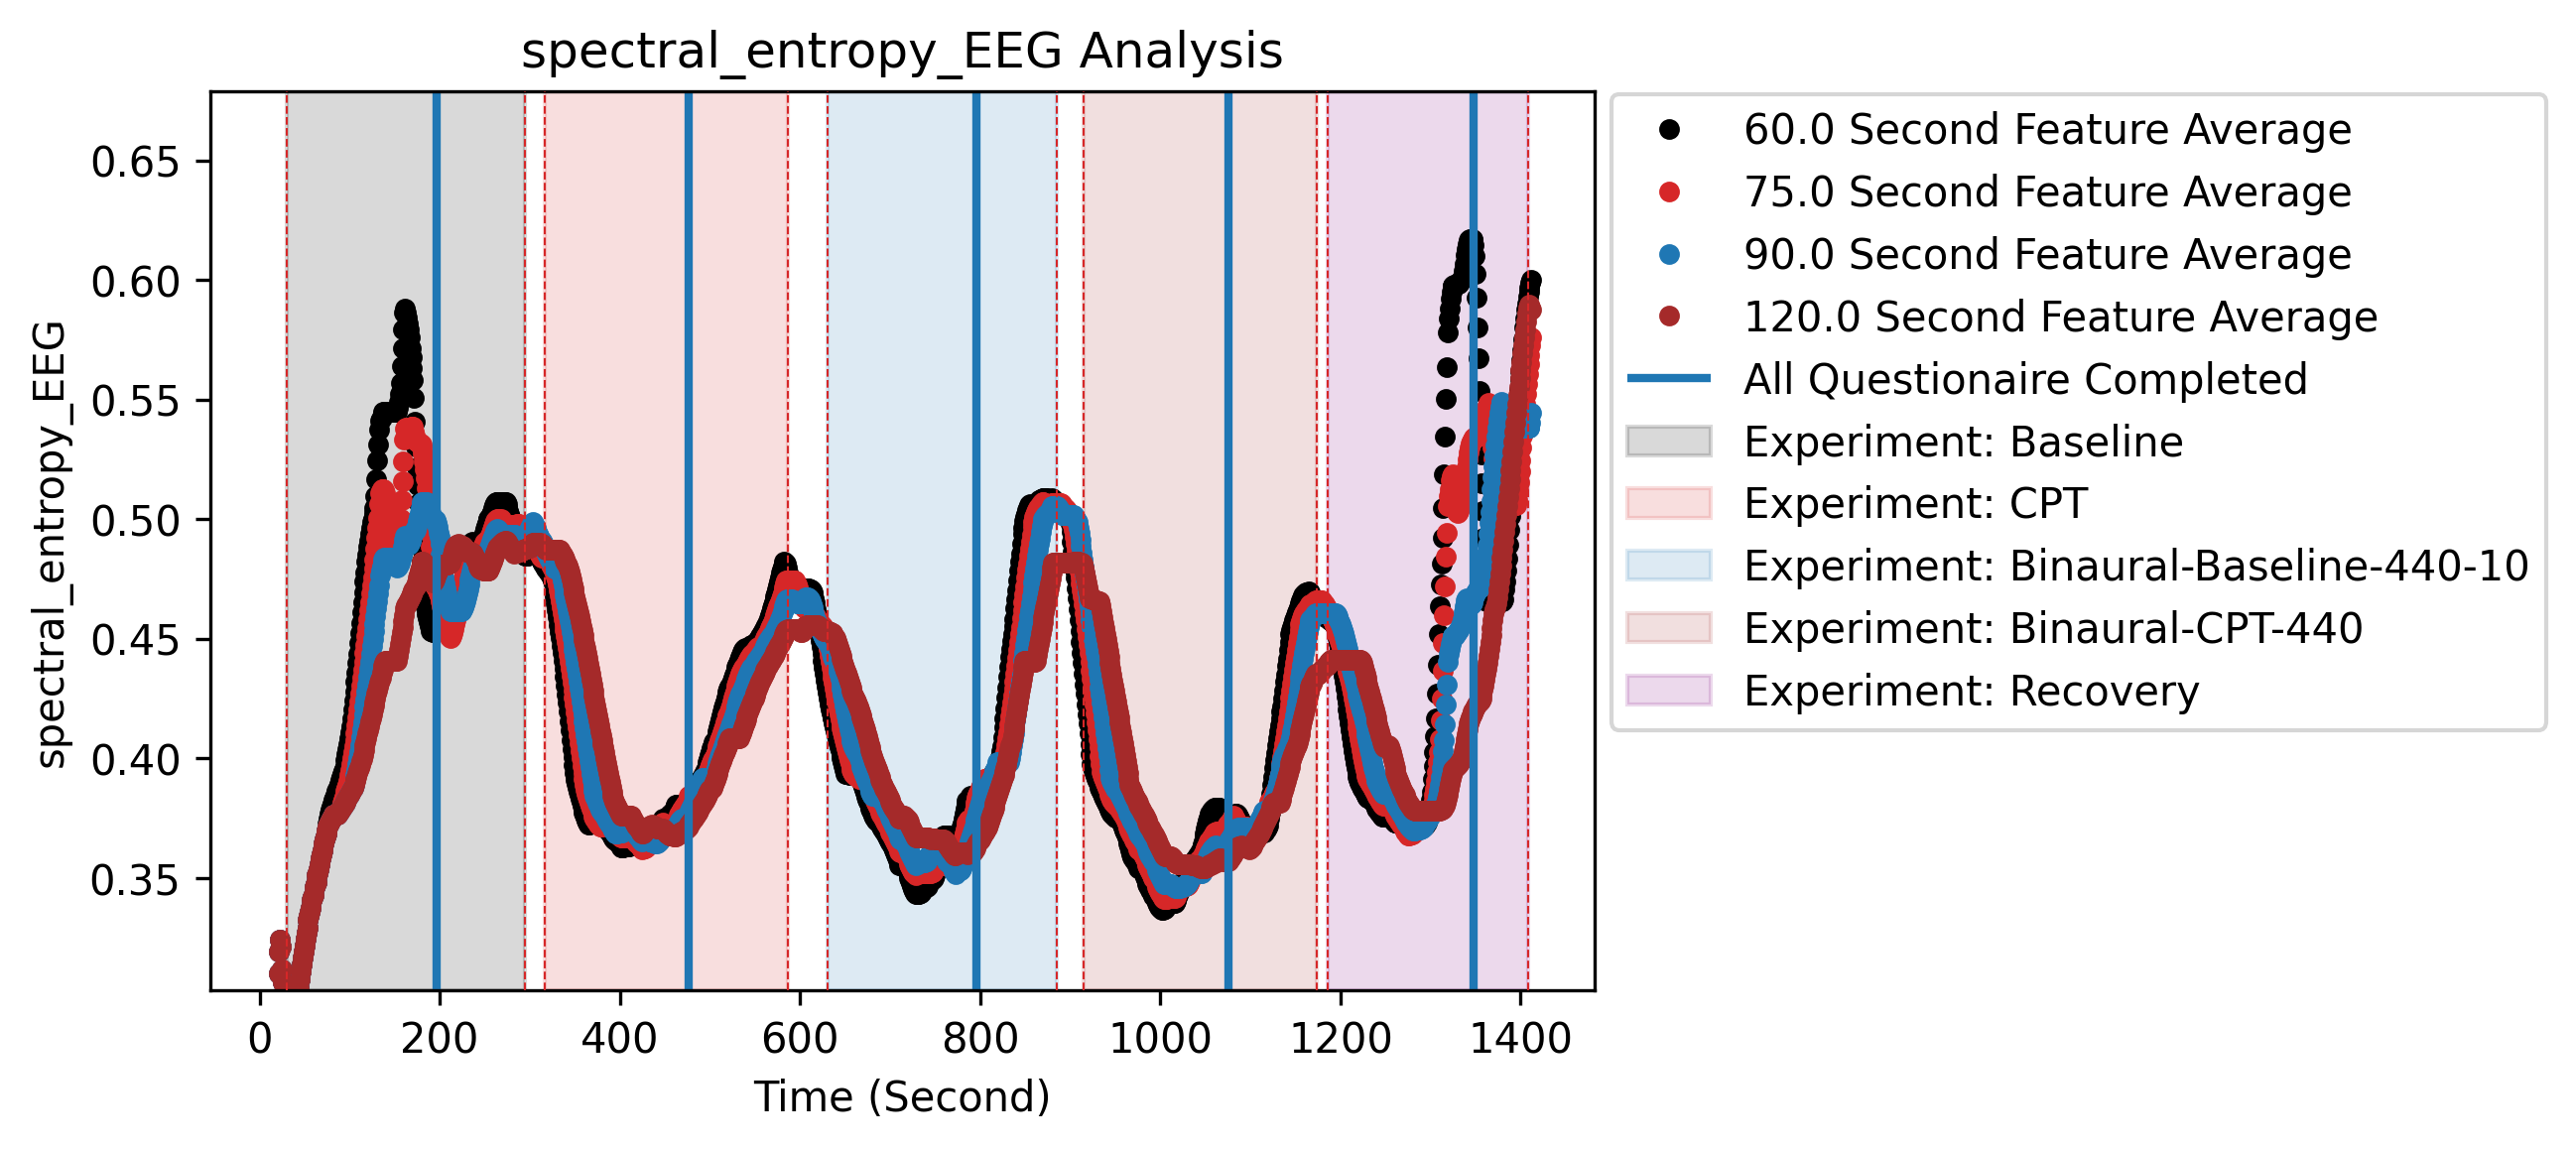 spectral_entropy_EEG Analysis
spectral_entropy_EEG
0.65
0.60
0.55
0.50
0.45
0.40
0.35
0 200 400 600 800 1000 1200 1400
Time (Second)
60.0 Second Feature Average
75.0 Second Feature Average
90.0 Second Feature Average
120.0 Second Feature Average
All Questionaire Completed
Experiment: Baseline
Experiment: CPT
Experiment: Binaural-Baseline-440-10
Experiment: Binaural-CPT-440
Experiment: Recovery